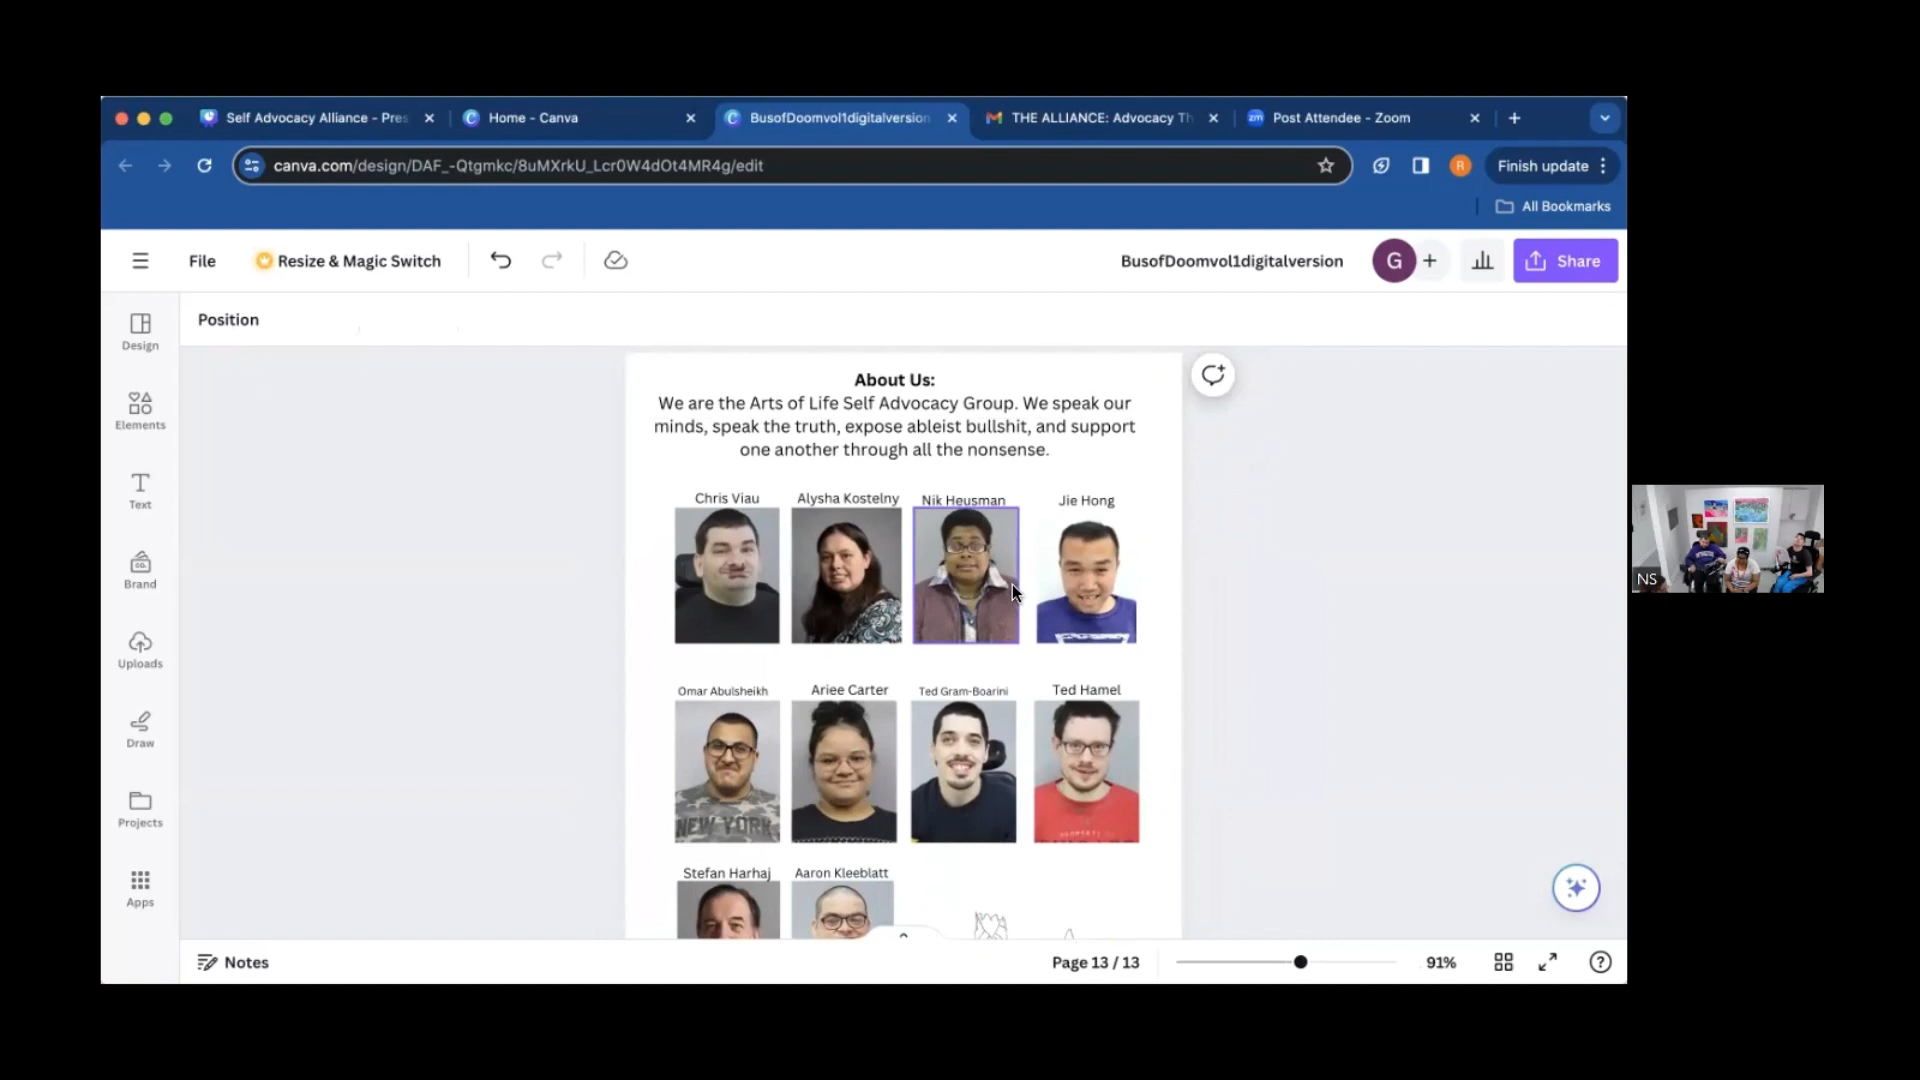 Self Advocacy Alliance - Pres
Home - Canva
BusofDoomvol1digitalversion
THE ALLIANCE: Advocacy Th
Post Attendee - Zoom
canva.com/design/DAF_-Qtgmkc/8uMXrkU_Lcr0W4dOt4MR4g/edit
R
Finish update
All Bookmarks
File
Resize & Magic Switch
BusofDoomvol1digitalversion
G
Share
Position
Design
Elements
Text
Brand
Uploads
Draw
Projects
Apps
About Us:
We are the Arts of Life Self Advocacy Group. We speak our
minds, speak the truth, expose ableist bullshit, and support
one another through all the nonsense.
Chris Viau
Alysha Kostelny
Nik Heusman
Jie Hong
Omar Abulsheikh
Ariee Carter
Ted Gram-Boarini
Ted Hamel
NEW YORK
Stefan Harhaj
Aaron Kleeblatt
NS
Notes
Page 13 / 13
91%